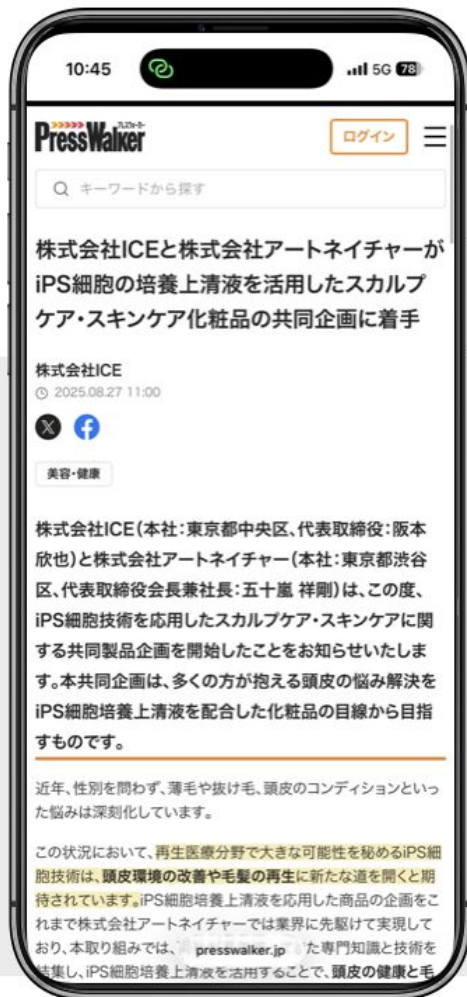 10:45
5G 78
プレスウォーカー
PressWalker
ログイン
キーワードから探す
株式会社ICEと株式会社アートネイチャーが
iPS細胞の培養上清液を活用したスカルプ
ケア・スキンケア化粧品の共同企画に着手
株式会社ICE
2025.08.27 11:00
美容・健康
株式会社ICE(本社:東京都中央区、代表取締役:阪本
欣也)と株式会社アートネイチャー(本社:東京都渋谷
区、代表取締役会長兼社長:五十嵐 祥剛)は、この度、
iPS細胞技術を応用したスカルプケア・スキンケアに関
する共同製品企画を開始したことをお知らせいたしま
す。本共同企画は、多くの方が抱える頭皮の悩み解決を
iPS細胞培養上清液を配合した化粧品の目線から目指
すものです。
近年、性別を問わず、薄毛や抜け毛、頭皮のコンディションといっ
た悩みは深刻化しています。
この状況において、再生医療分野で大きな可能性を秘めるiPS細
胞技術は、頭皮環境の改善や毛髪の再生に新たな道を開くと期
待されています。iPS細胞培養上清液を応用した商品の企画をこ
れまで株式会社アートネイチャーでは業界に先駆けて実現して
おり、本取り組みでは、た専門知識と技術を
presswalker.jp
結集し、iPS細胞培養上清液を活用することで、頭皮の健康と毛